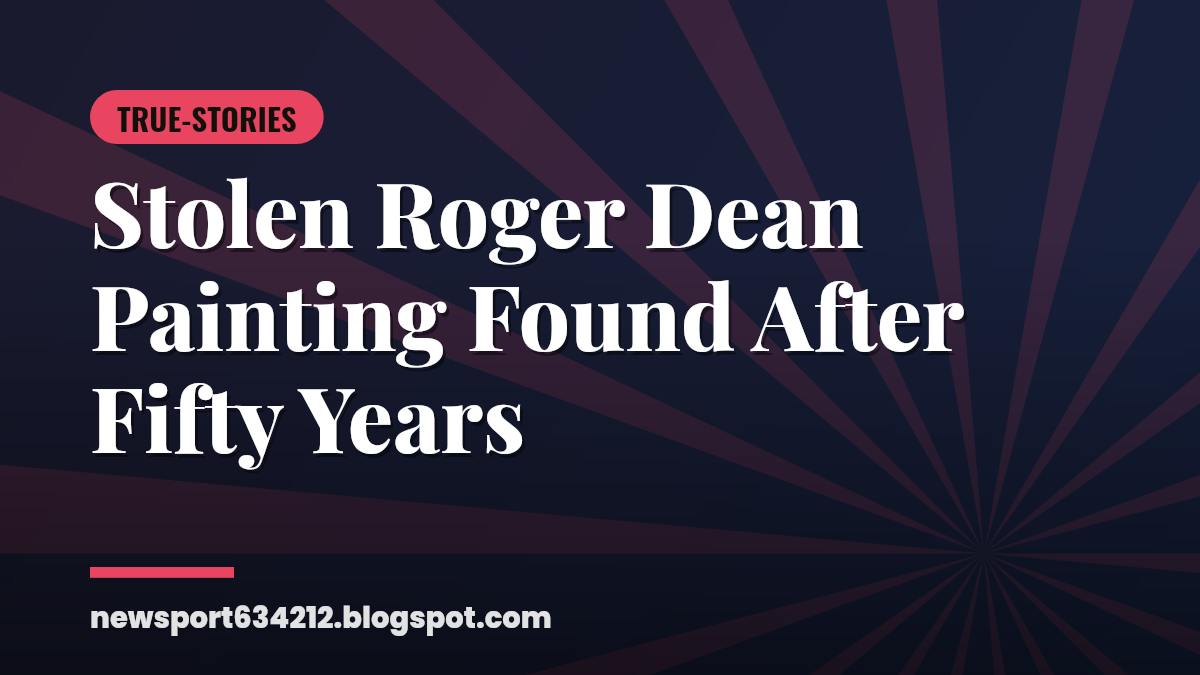 TRUE-STORIES
Stolen Roger Dean
Painting Found After
Fifty Years
newsport634212.blogspot.com